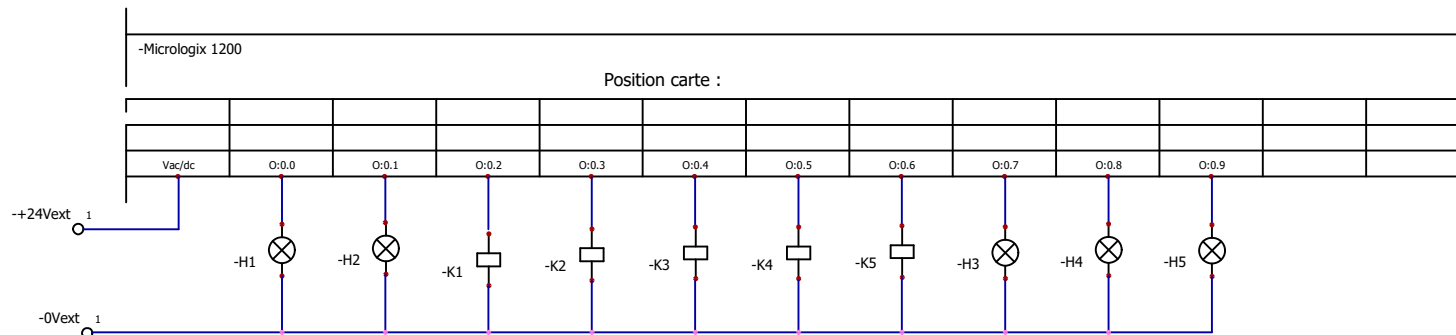 -Micrologix 1200
Position carte :
Vac/dc O:0.0 O:0.1 O:0.2 O:0.3 O:0.4 O:0.5 O:0.6 O:0.7 O:0.8 O:0.9
-+24Vext 1
-H1 -H2 -K1 -K2 -K3 -K4 -K5 -H3 -H4 -H5
-0Vext 1